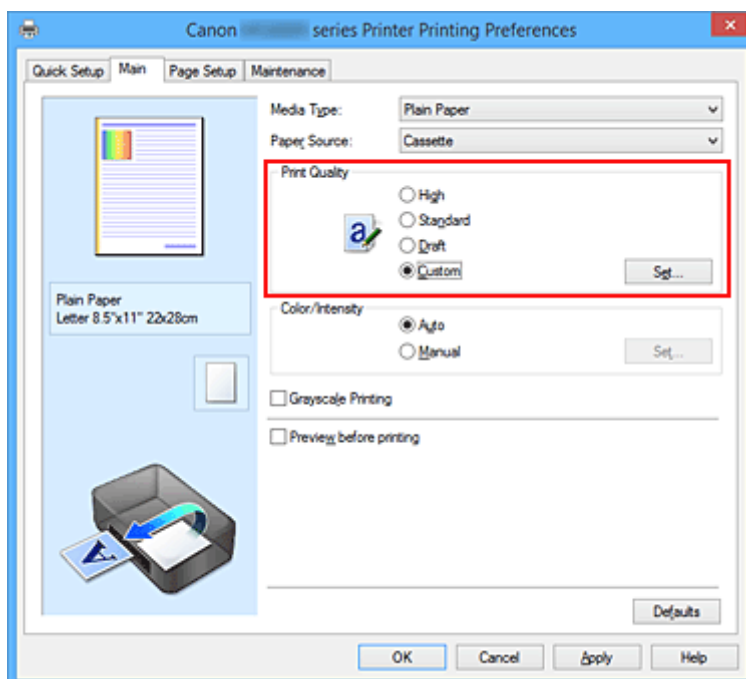 Canon series Printer Printing Preferences
Quick Setup Main Page Setup Maintenance
Media Type: Plain Paper
Paper Source: Cassette
Print Quality
High
Standard
Draft
Custom Set...
Plain Paper
Letter 8.5"x11" 22x28cm
Color/Intensity
Auto
Manual Set...
Grayscale Printing
Preview before printing
Defaults
OK Cancel Apply Help